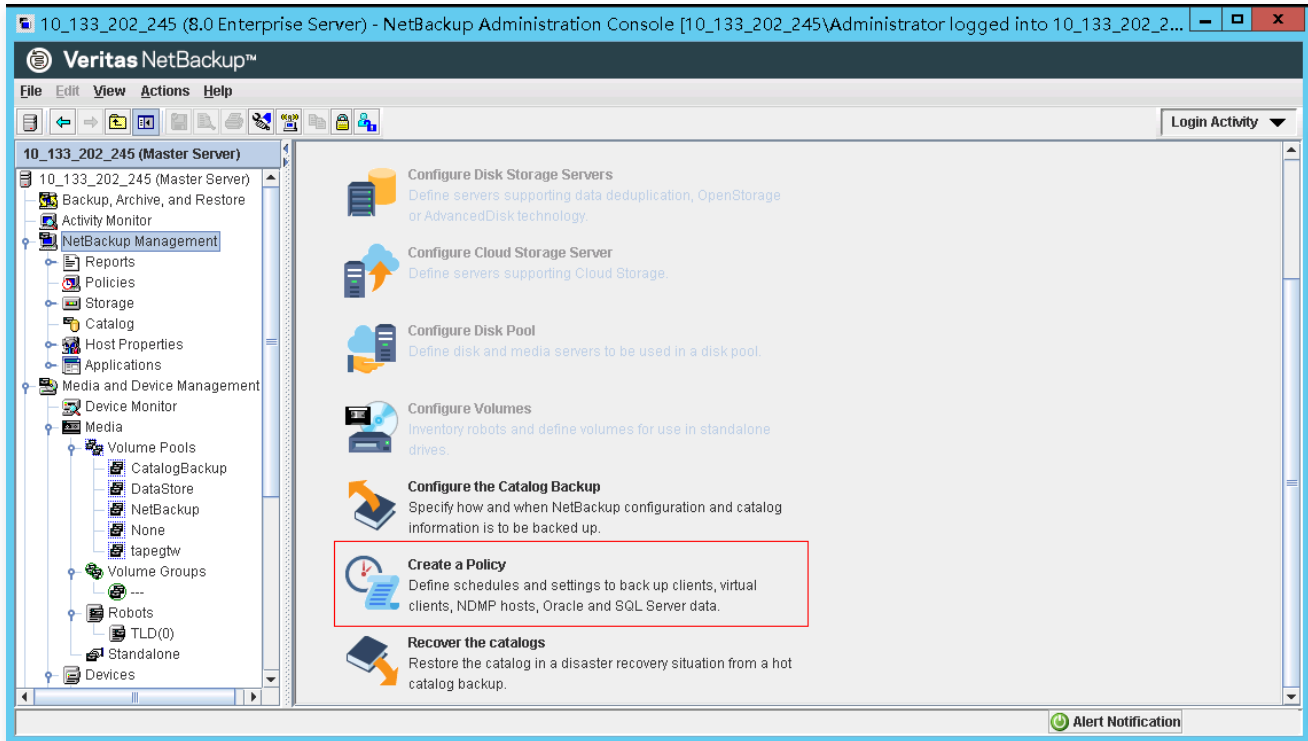 10_133_202_245 (8.0 Enterprise Server) - NetBackup Administration Console [10_133_202_245\Administrator logged into 10_133_202_2...
Veritas NetBackup™
File Edit View Actions Help
Login Activity
10_133_202_245 (Master Server)
10_133_202_245 (Master Server)
Backup, Archive, and Restore
Activity Monitor
NetBackup Management
Reports
Policies
Storage
Catalog
Host Properties
Applications
Media and Device Management
Device Monitor
Media
Volume Pools
CatalogBackup
DataStore
NetBackup
None
tapegtw
Volume Groups
---
Robots
TLD(0)
Standalone
Devices
Configure Disk Storage Servers
Define servers supporting data deduplication, OpenStorage
or AdvancedDisk technology.
Configure Cloud Storage Server
Define servers supporting Cloud Storage.
Configure Disk Pool
Define disk and media servers to be used in a disk pool.
Configure Volumes
Inventory robots and define volumes for use in standalone
drives.
Configure the Catalog Backup
Specify how and when NetBackup configuration and catalog
information is to be backed up.
Create a Policy
Define schedules and settings to back up clients, virtual
clients, NDMP hosts, Oracle and SQL Server data.
Recover the catalogs
Restore the catalog in a disaster recovery situation from a hot
catalog backup.
Alert Notification